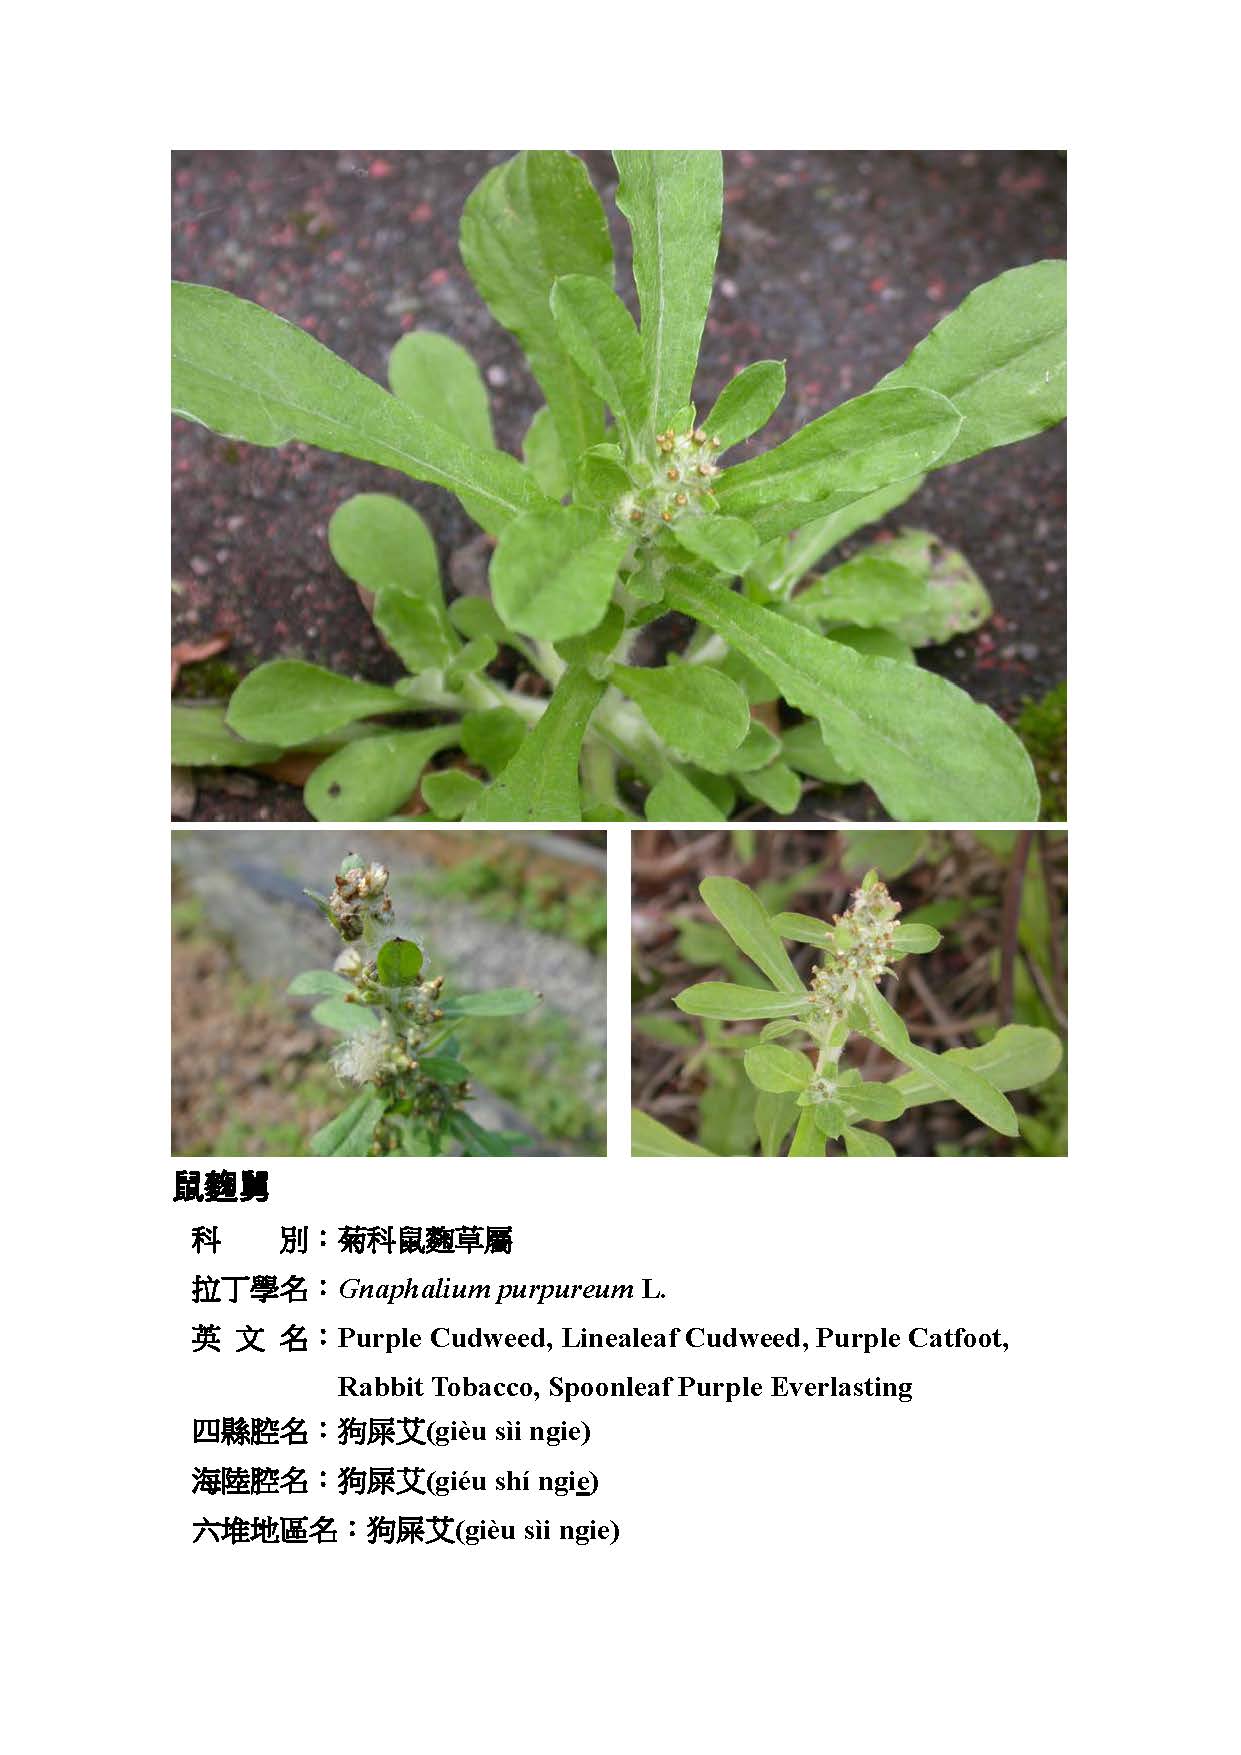 鼠麴舅
科　　別：菊科鼠麴草屬
拉丁學名：Gnaphalium purpureum L.
英 文 名：Purple Cudweed, Linealeaf Cudweed, Purple Catfoot,
Rabbit Tobacco, Spoonleaf Purple Everlasting
四縣腔名：狗屎艾(gièu sìi ngie)
海陸腔名：狗屎艾(giéu shí ngie)
六堆地區名：狗屎艾(gièu sìi ngie)